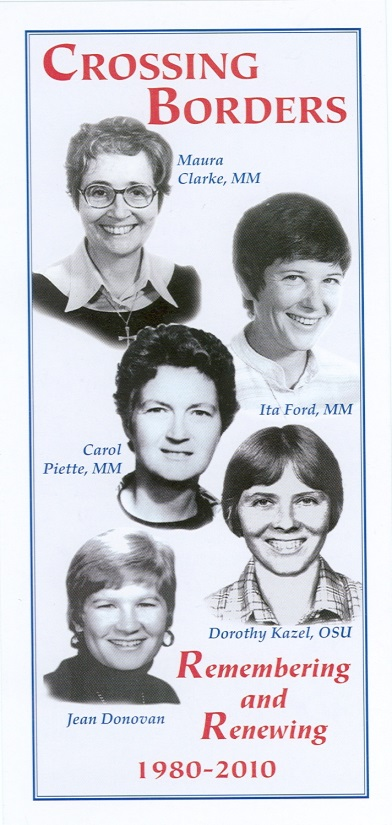 CROSSING
BORDERS
Maura
Clarke, MM
Ita Ford, MM
Carol
Piette, MM
Dorothy Kazel, OSU
Jean Donovan
Remembering
and
Renewing
1980-2010